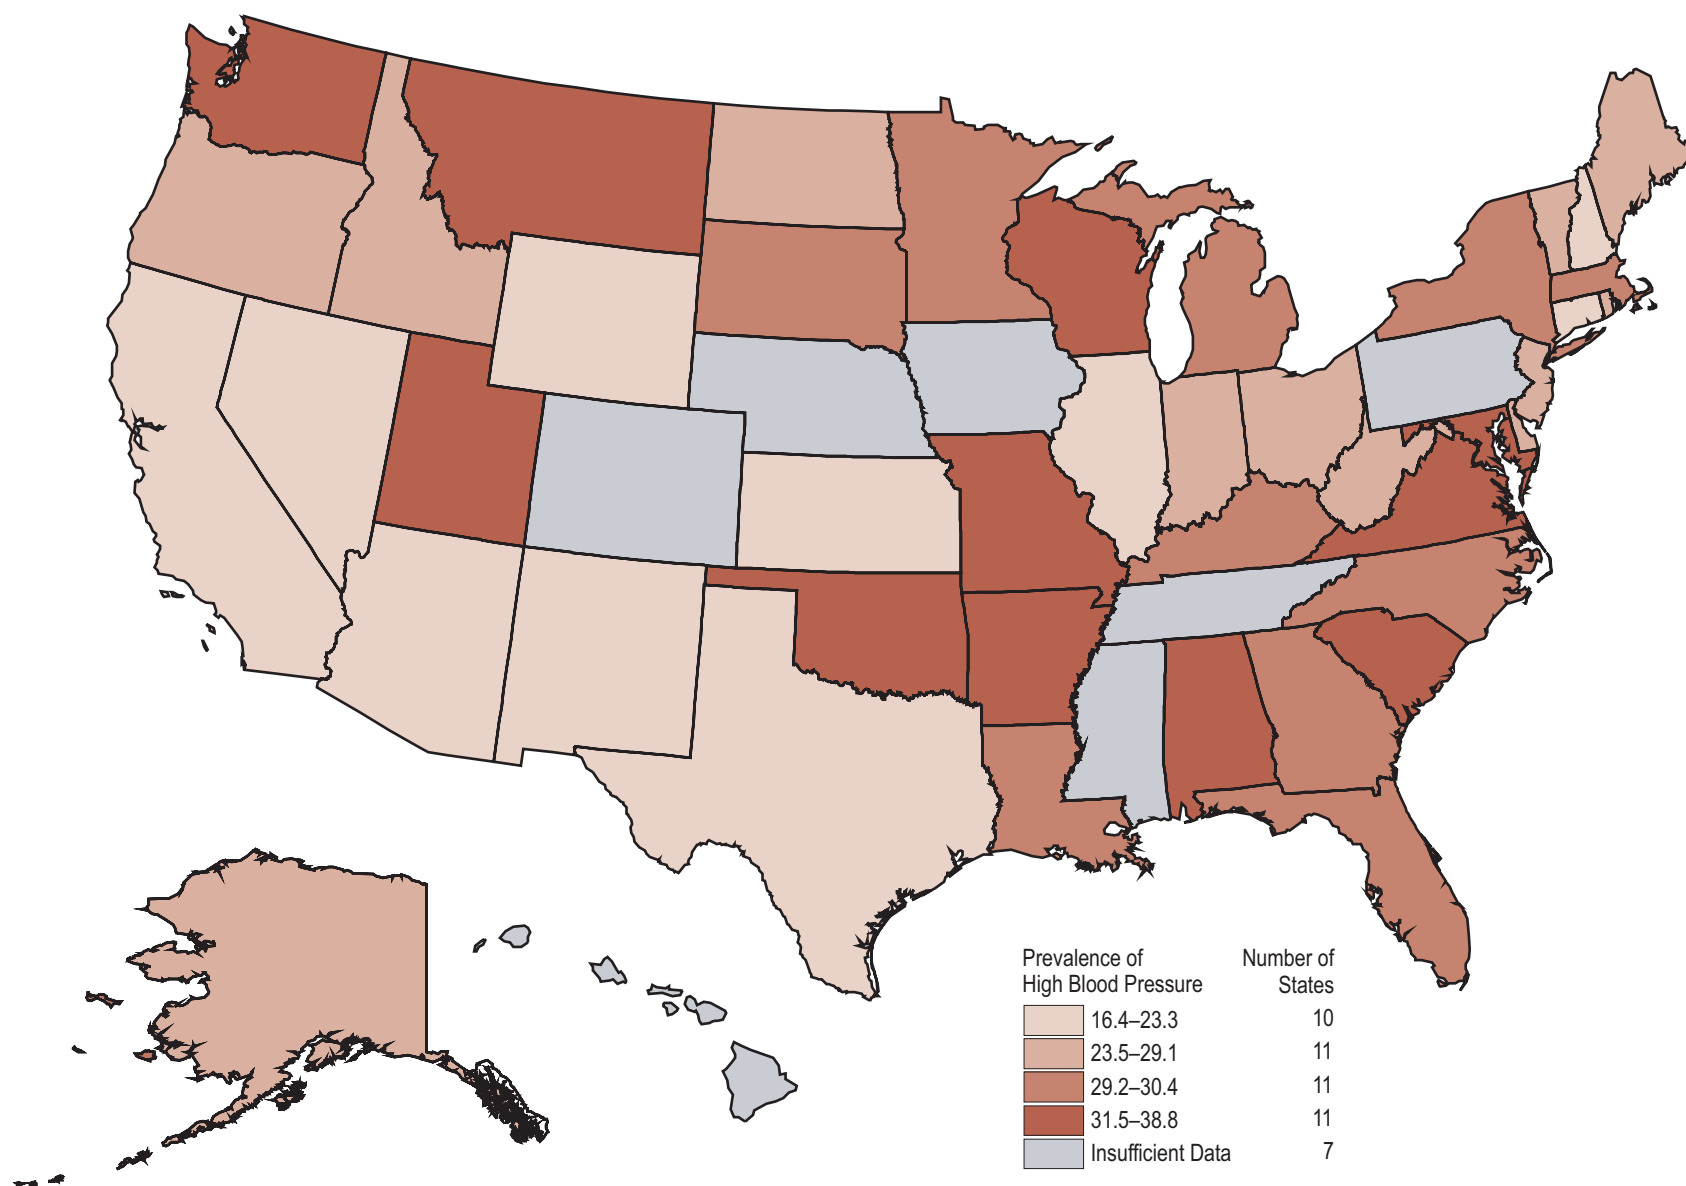 Prevalence of High Blood Pressure Number of States
16.4–23.3 10
23.5–29.1 11
29.2–30.4 11
31.5–38.8 11
Insufficient Data 7